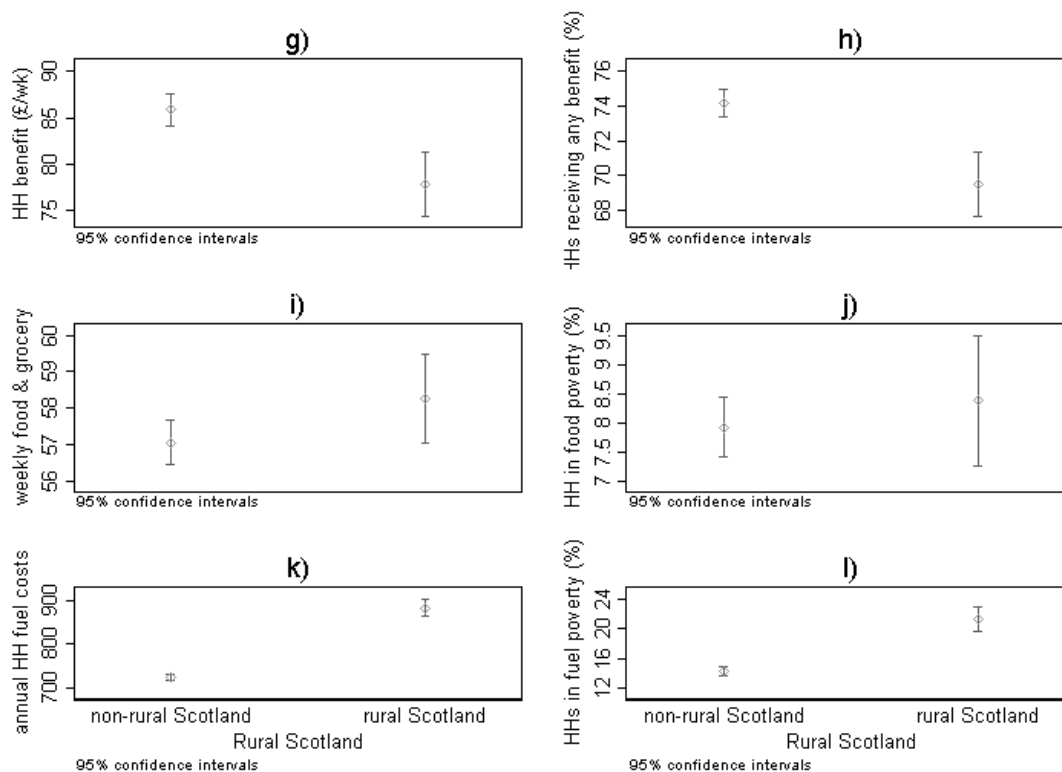 g)
HH benefit (£/wk)
90
85
80
75
95% confidence intervals
h)
HHs receiving any benefit (%)
76
74
72
70
68
95% confidence intervals
i)
weekly food & grocery
60
59
58
57
56
95% confidence intervals
j)
HH in food poverty (%)
9.5
9
8.5
8
7.5
7
95% confidence intervals
k)
annual HH fuel costs
900
800
700
non-rural Scotland
rural Scotland
Rural Scotland
95% confidence intervals
l)
HHs in fuel poverty (%)
24
20
16
12
non-rural Scotland
rural Scotland
Rural Scotland
95% confidence intervals